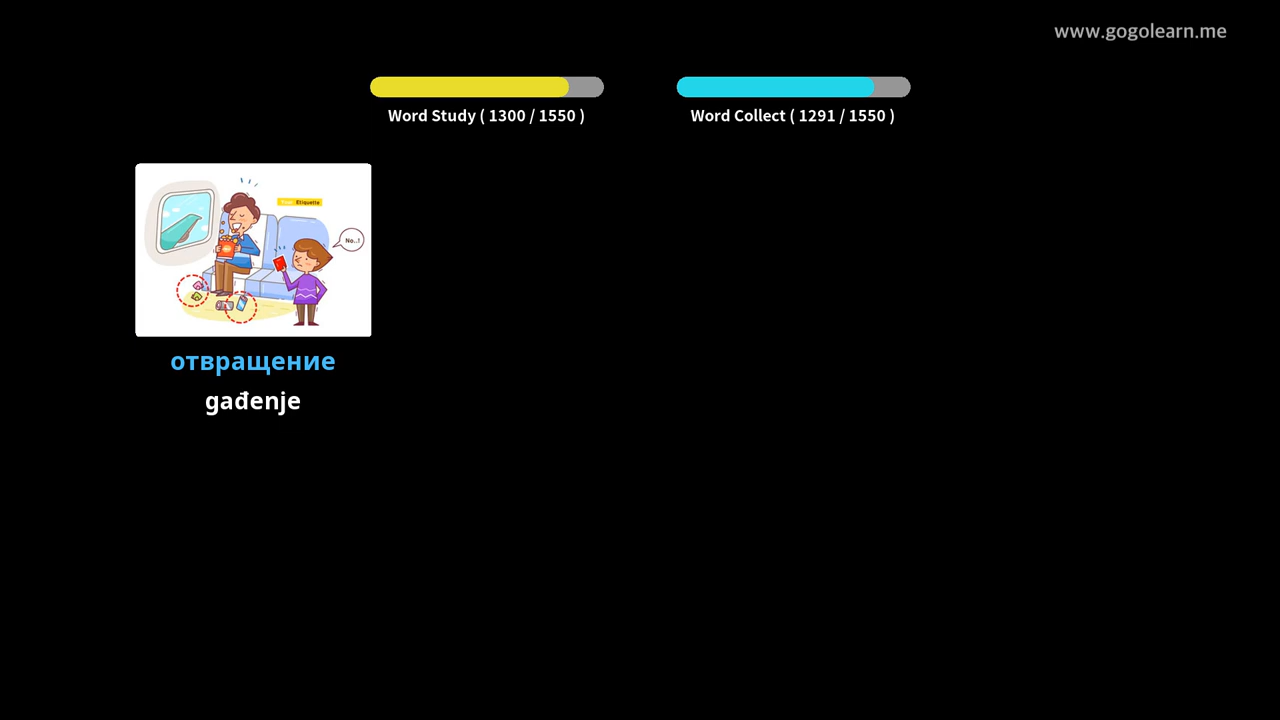 www.gogolearn.me
Word Study ( 1300 / 1550 )
Word Collect ( 1291 / 1550 )
Etiquette
No..!
отвращение
gađenje